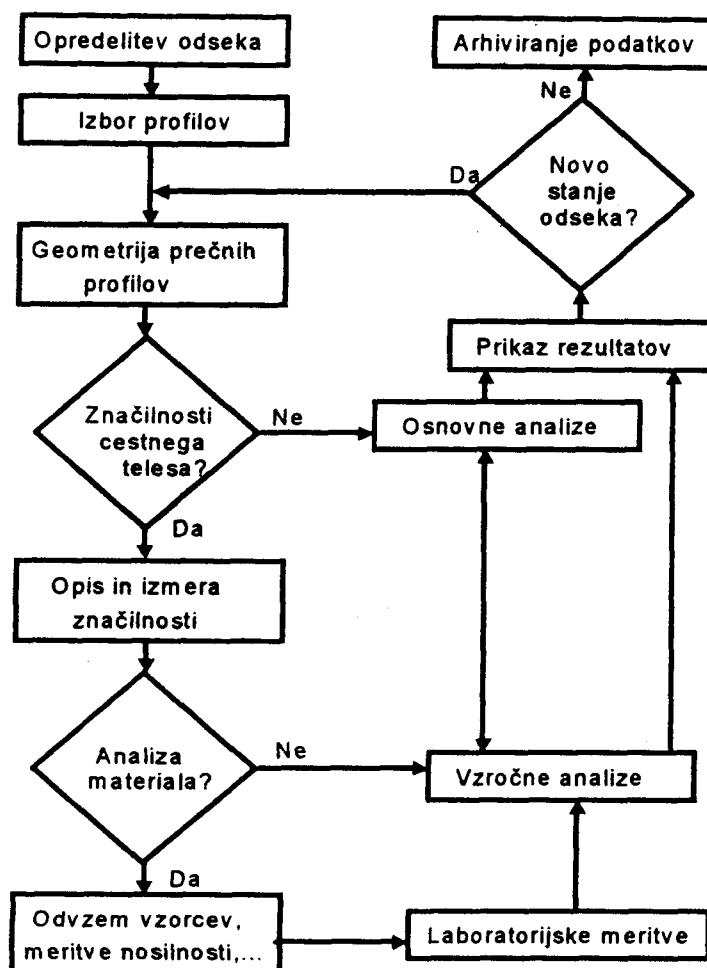 Opredelitev odseka
Arhiviranje podatkov
Ne
Izbor profilov
Da
Novo
stanje
odseka?
Geometrija prečnih
profilov
Prikaz rezultatov
Značilnosti
cestnega
telesa?
Ne
Osnovne analize
Da
Opis in izmera
značilnosti
Analiza
materiala?
Ne
Vzročne analize
Da
Odvzem vzorcev,
meritve nosilnosti,...
Laboratorijske meritve